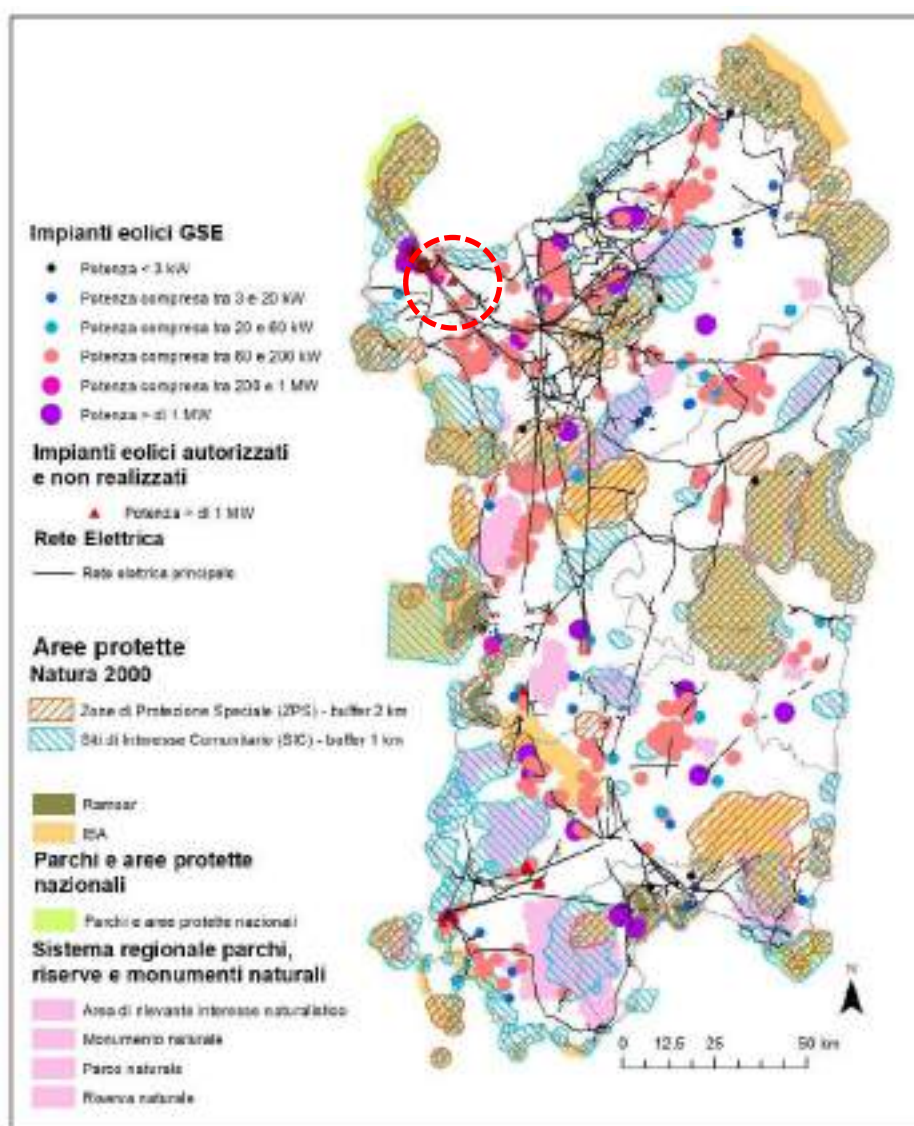 Impianti eolici GSE
Potenza < 3 kW
Potenza compresa tra 3 e 20 kW
Potenza compresa tra 20 e 60 kW
Potenza compresa tra 60 e 200 kW
Potenza compresa tra 200 e 1 MW
Potenza > di 1 MW
Impianti eolici autorizzati
e non realizzati
Potenza > di 1 MW
Rete Elettrica
Rete elettrica principale
Aree protette
Natura 2000
Zone di Protezione Speciale (ZPS) - buffer 2 km
Siti di Interesse Comunitario (SIC) - buffer 1 km
Ramsar
IBA
Parchi e aree protette
nazionali
Parchi e aree protette nazionali
Sistema regionale parchi,
riserve e monumenti naturali
Area di rilevante interesse naturalistico
Monumento naturale
Parco naturale
Riserva naturale
N
0 12.5 25 50 km